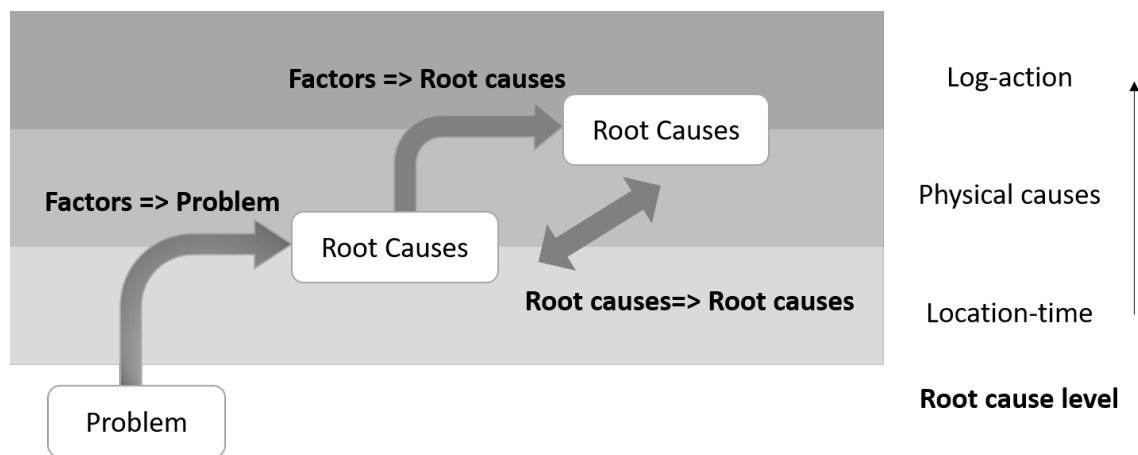 Factors => Root causes
Log-action
Root Causes
Factors => Problem
Physical causes
Root Causes
Root causes=> Root causes
Location-time
Problem
Root cause level